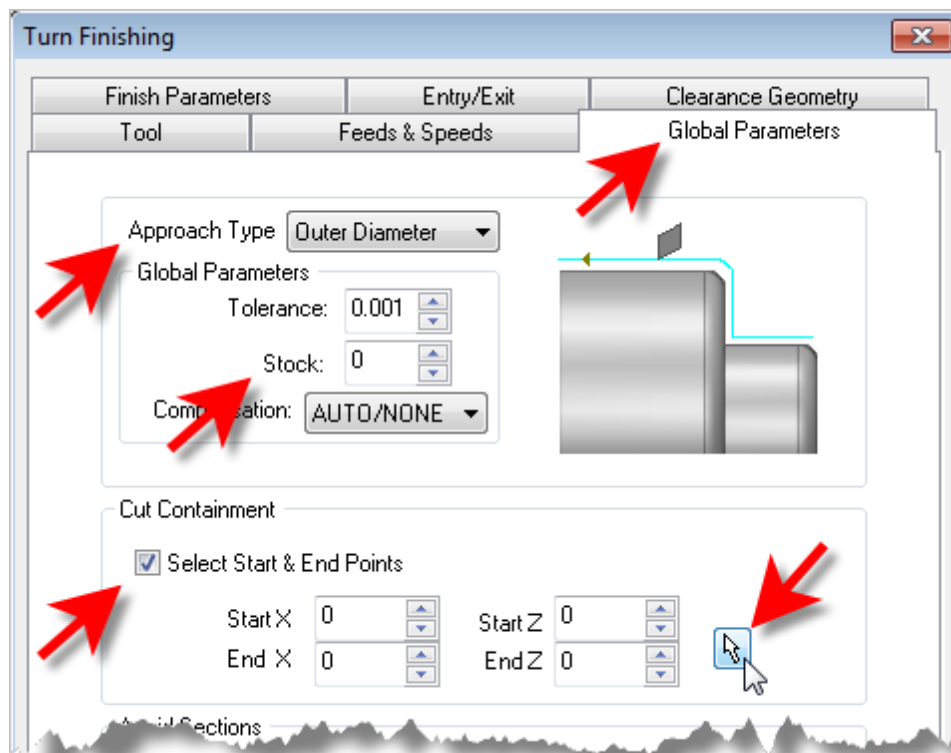 Turn Finishing
Finish Parameters Entry/Exit Clearance Geometry
Tool Feeds & Speeds Global Parameters
Approach Type Outer Diameter
Global Parameters
Tolerance: 0.001
Stock: 0
AUTO/NONE
Cut Containment
Select Start & End Points
Start X 0 Start Z 0
End X 0 End Z 0
Sections